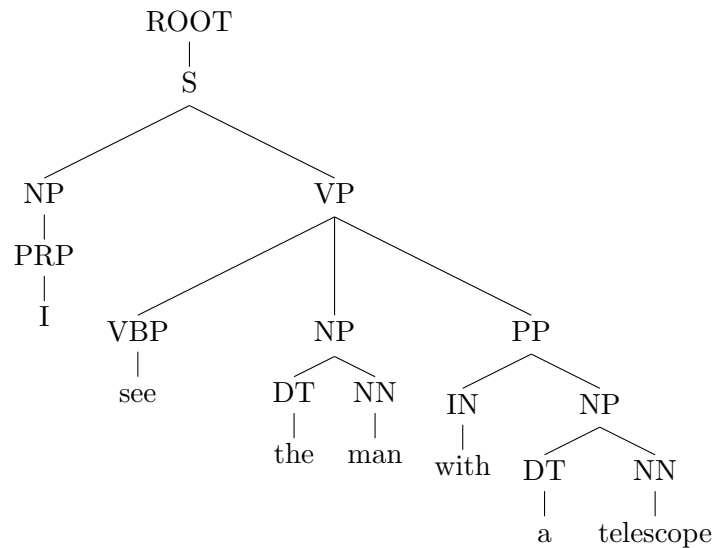 ROOT
S
NP VP
PRP
I
VBP NP PP
see
DT NN IN NP
the man with
DT NN
a telescope